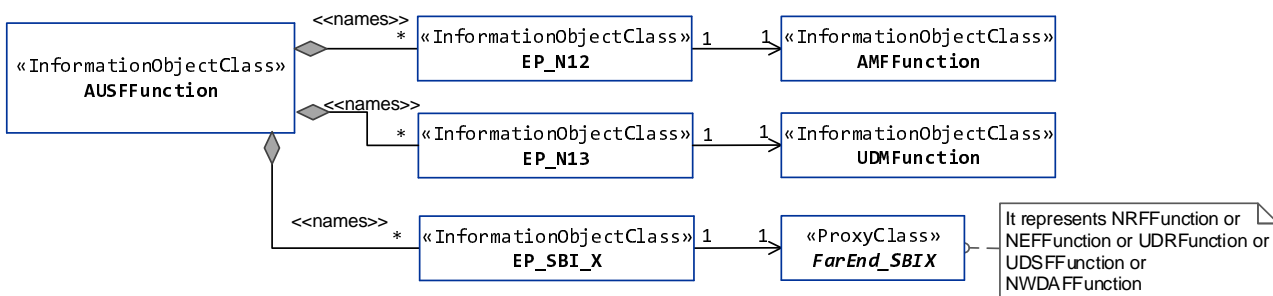 «InformationObjectClass»
AUSFFunction
<<names>>
*
«InformationObjectClass»
EP_N12
1
1
«InformationObjectClass»
AMFFunction
<<names>>
*
«InformationObjectClass»
EP_N13
1
1
«InformationObjectClass»
UDMFunction
<<names>>
*
«InformationObjectClass»
EP_SBI_X
1
1
«ProxyClass»
FarEnd_SBIX
It represents NRFFunction or
NEFFunction or UDRFunction or
UDSFFunction or
NWDAFFunction